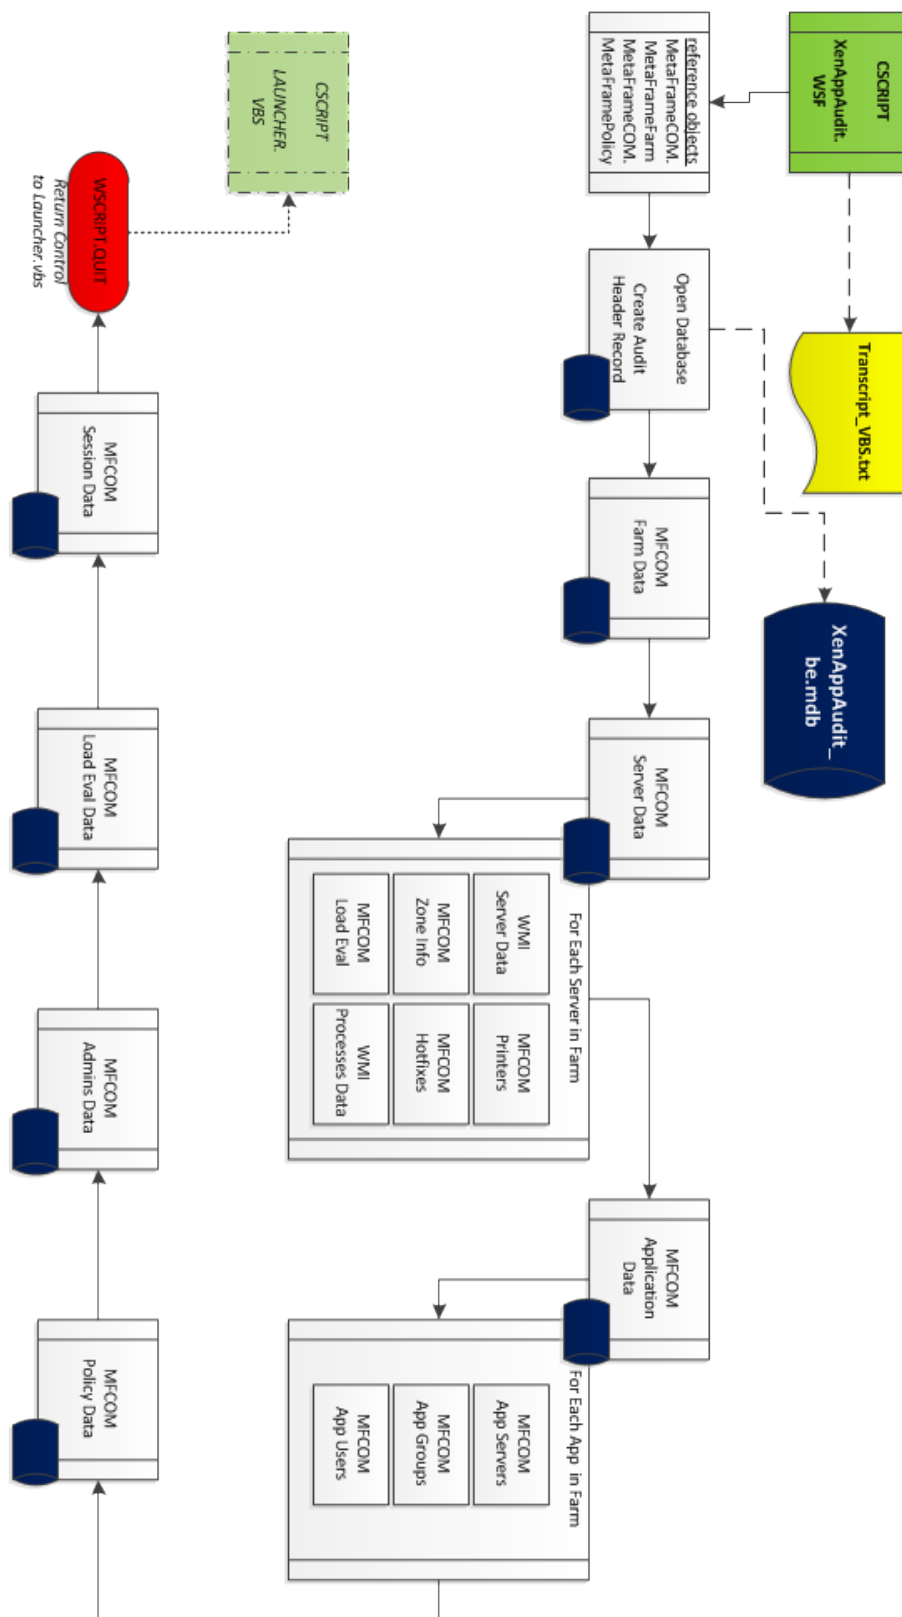 CSCRIPT
XenAppAudit.
WSF
Transcript_VBS.txt
XenAppAudit_
be.mdb
reference objects
MetaFrameCOM.
MetaFrameFarm
MetaFrameCOM.
MetaFramePolicy
Open Database
Create Audit
Header Record
MFCOM
Farm Data
MFCOM
Server Data
For Each Server in Farm
WMI
Server Data
MFCOM
Printers
MFCOM
Zone Info
MFCOM
Hotfixes
MFCOM
Load Eval
WMI
Processes Data
MFCOM
Application
Data
For Each App in Farm
MFCOM
App Servers
MFCOM
App Groups
MFCOM
App Users
CSCRIPT
LAUNCHER.
VBS
WSCRIPT.QUIT
Return Control
to Launcher.vbs
MFCOM
Session Data
MFCOM
Load Eval Data
MFCOM
Admins Data
MFCOM
Policy Data